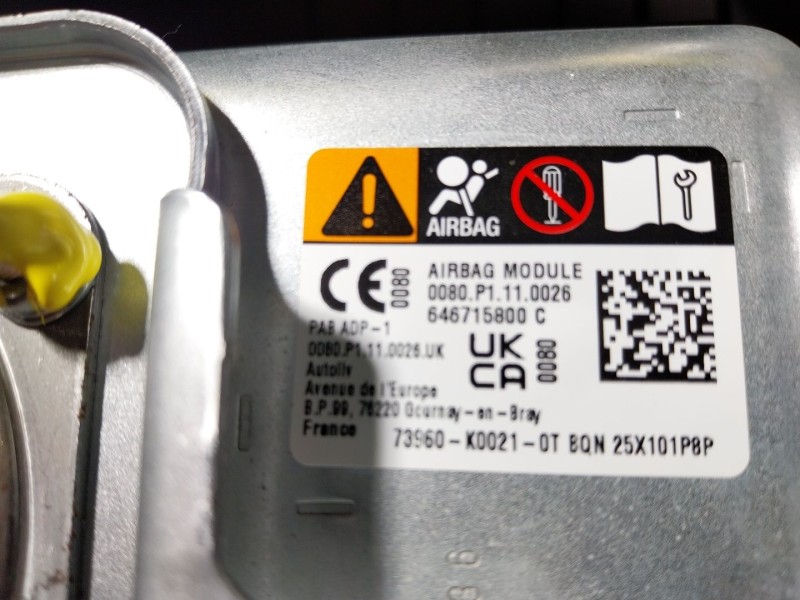 AIRBAG
CE 0080
AIRBAG MODULE
0080.P1.11.0026
646715800 C
PAB ADP-1
0080.P1.11.0026.UK
UK
CA 0080
Autoliv
Avenue de l'Europe
B.P.99, 76220 Gournay-en-Bray
France
73960-K0021-0T BQN 25X101P8P